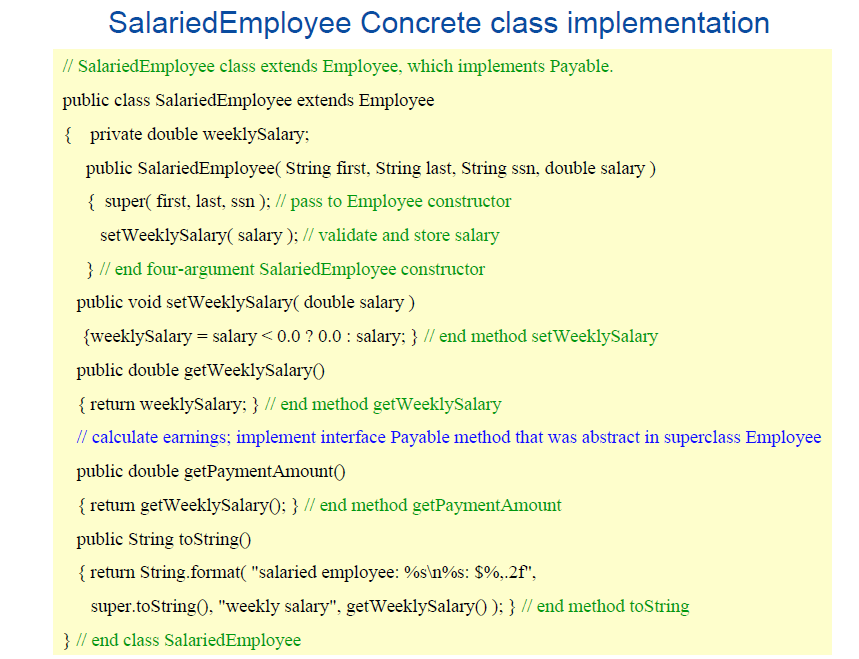 SalariedEmployee Concrete class implementation
// SalariedEmployee class extends Employee, which implements Payable.
public class SalariedEmployee extends Employee
{ private double weeklySalary;
public SalariedEmployee( String first, String last, String ssn, double salary )
{ super( first, last, ssn ); // pass to Employee constructor
setWeeklySalary( salary ); // validate and store salary
} // end four-argument SalariedEmployee constructor
public void setWeeklySalary( double salary )
{weeklySalary = salary < 0.0 ? 0.0 : salary; } // end method setWeeklySalary
public double getWeeklySalary()
{ return weeklySalary; } // end method getWeeklySalary
// calculate earnings; implement interface Payable method that was abstract in superclass Employee
public double getPaymentAmount()
{ return getWeeklySalary(); } // end method getPaymentAmount
public String toString()
{ return String.format( "salaried employee: %s\n%s: $%,.2f",
super.toString(), "weekly salary", getWeeklySalary() ); } // end method toString
} // end class SalariedEmployee